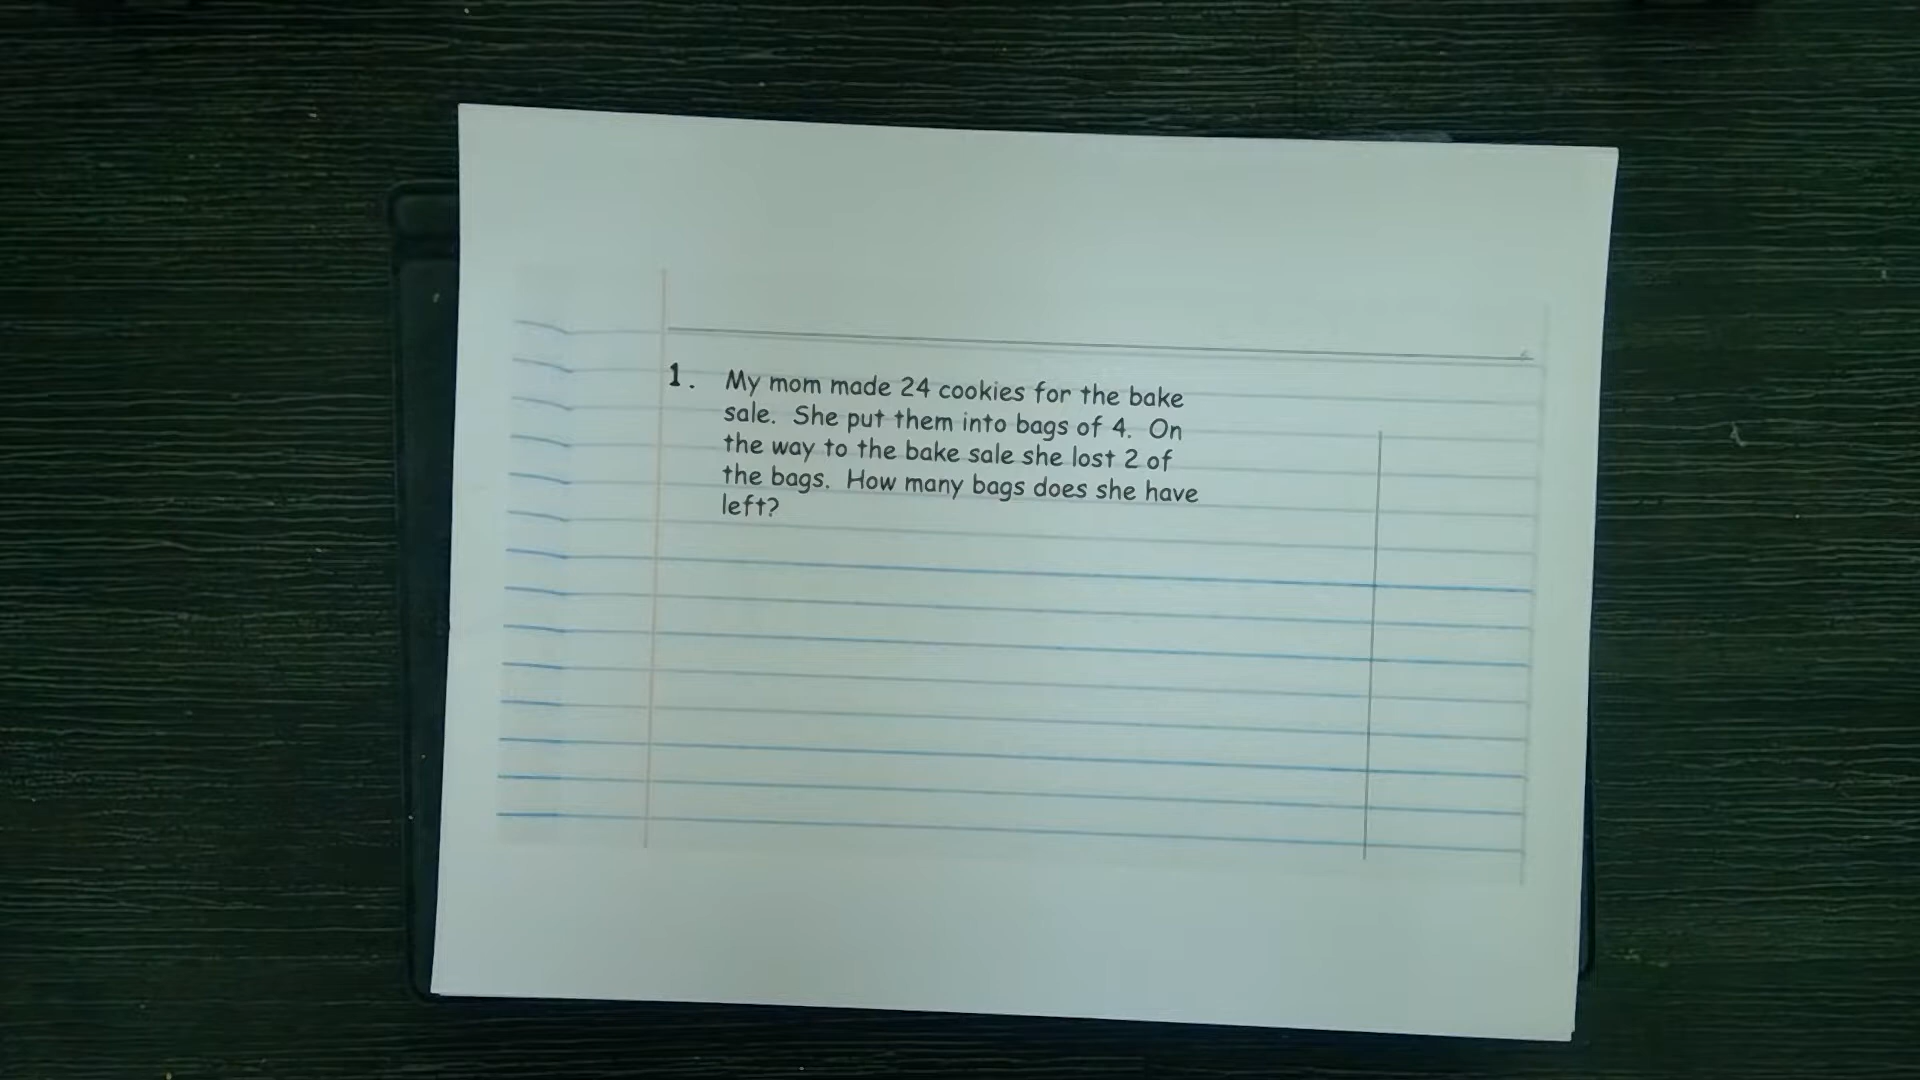 1. My mom made 24 cookies for the bake
sale. She put them into bags of 4. On
the way to the bake sale she lost 2 of
the bags. How many bags does she have
left?